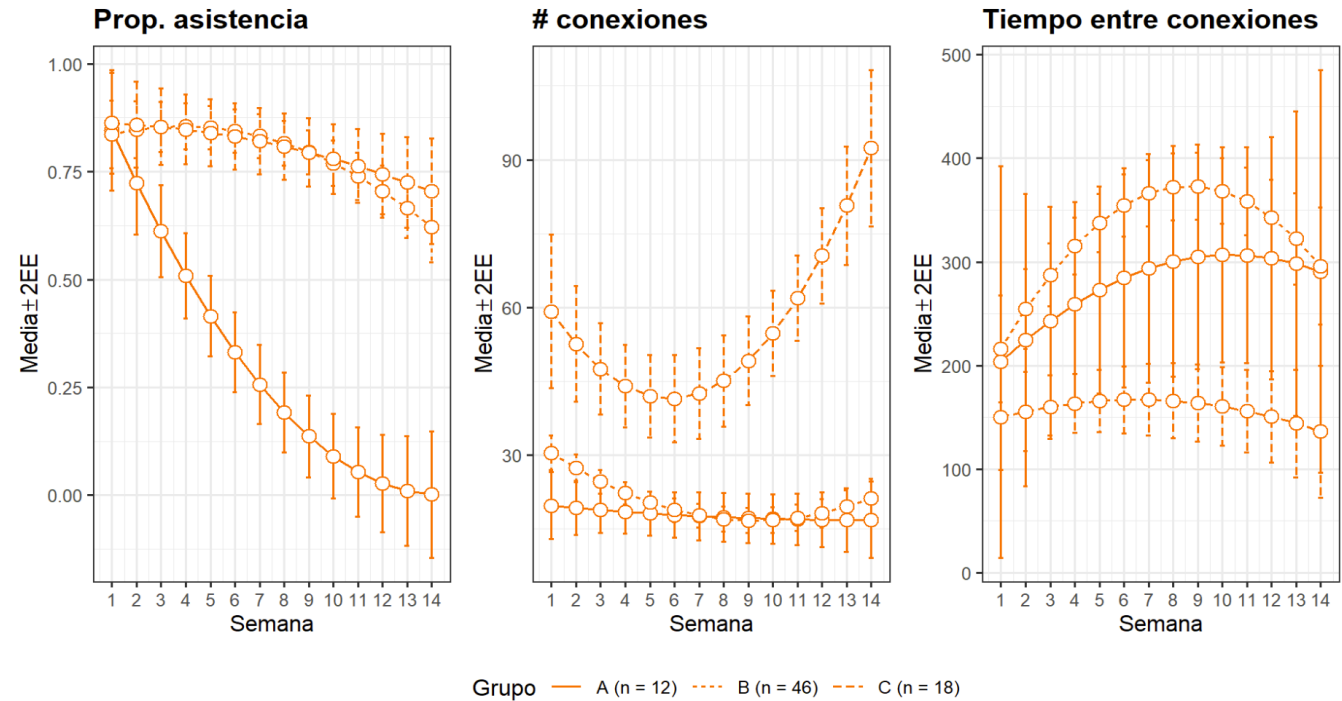 Prop. asistencia
# conexiones
Tiempo entre conexiones
Media±2EE
1.00
0.75
0.50
0.25
0.00
1 2 3 4 5 6 7 8 9 10 11 12 13 14
Semana
Media±2EE
90
60
30
1 2 3 4 5 6 7 8 9 10 11 12 13 14
Semana
Media±2EE
500
400
300
200
100
0
1 2 3 4 5 6 7 8 9 10 11 12 13 14
Semana
Grupo A (n = 12) B (n = 46) C (n = 18)